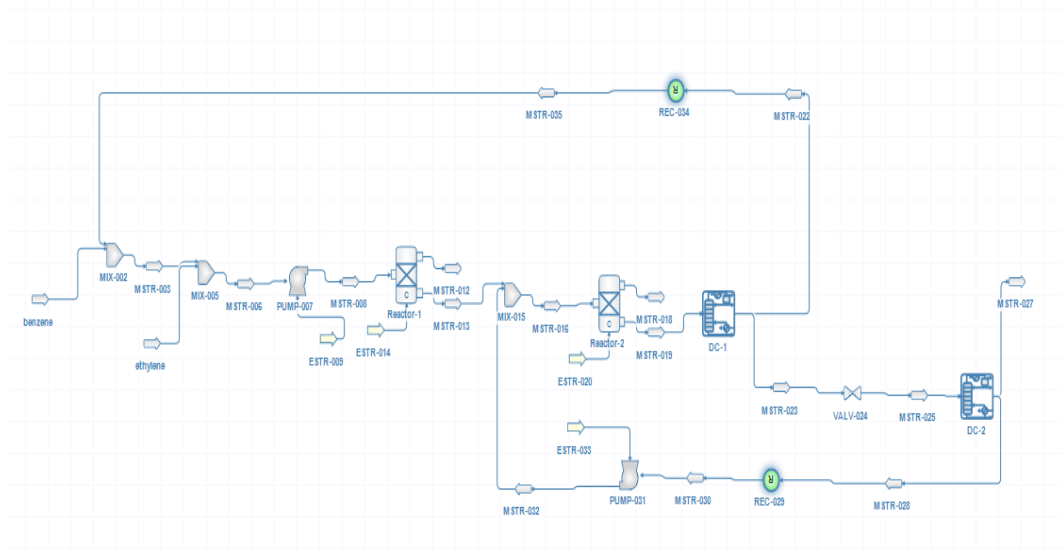 MSTR-035
REC-034
MSTR-022
R
benzene
MIX-002
MSTR-003
ethylene
MIX-005
MSTR-006
PUMP-007
ESTR-009
MSTR-008
ESTR-014
Reactor-1
C
MSTR-012
MSTR-013
MIX-015
MSTR-016
ESTR-020
Reactor-2
C
MSTR-018
MSTR-019
DC-1
MSTR-027
MSTR-023
VALV-024
MSTR-025
DC-2
ESTR-033
PUMP-031
MSTR-032
MSTR-030
R
REC-029
MSTR-028